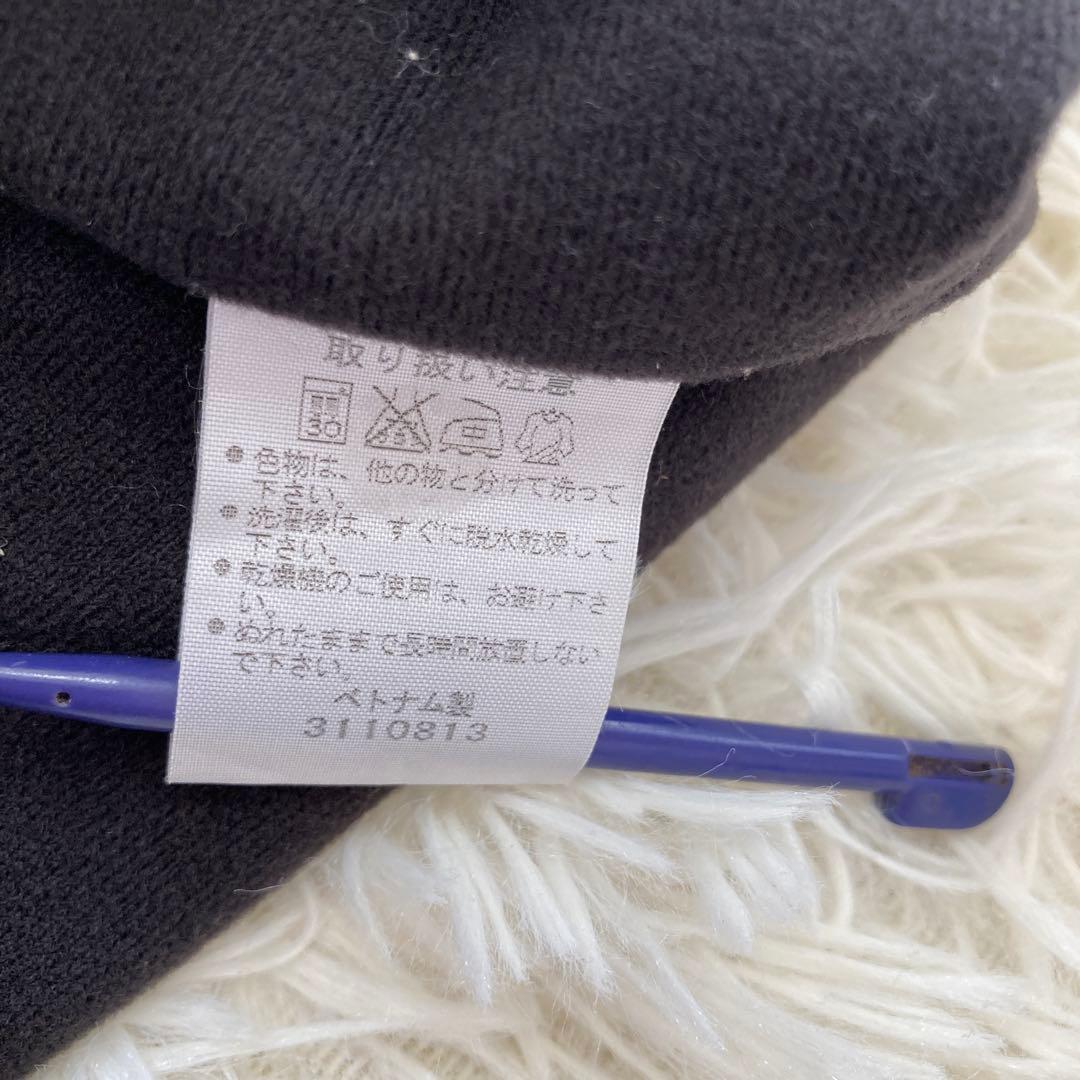 取り扱い注意
30
● 色物は、他の物と分けて洗って
下さい。
● 洗濯後は、すぐに脱水乾燥して
下さい。
● 乾燥機のご使用は、お避け下さ
い。
● ぬれたままで長時間放置しない
で下さい。
ベトナム製
3110813